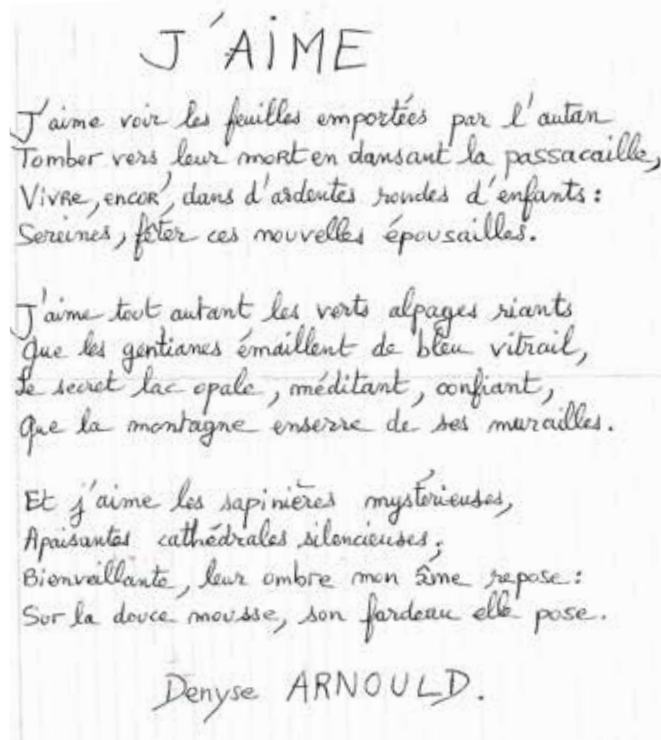 J'AIME
J'aime voir les feuilles emportées par l'autan
Tomber vers leur mort en dansant la passacaille,
Vivre, encor', dans d'ardentes rondes d'enfants :
Sereines, fêter ces nouvelles épousailles.
J'aime tout autant les verts alpages riants
Que les gentianes émaillent de bleu vitrail,
Le secret lac opale, méditant, confiant,
Que la montagne enserre de ses murailles.
Et j'aime les sapinières mystérieuses,
Apaisantes cathédrales silencieuses ;
Bienveillante, leur ombre mon âme repose :
Sur la douce mousse, son fardeau elle pose.
Denyse ARNOULD.